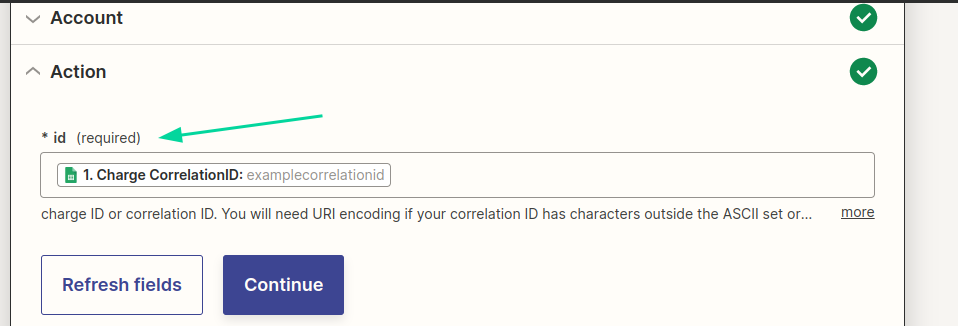 Account
Action
* id (required)
1. Charge CorrelationID: examplecorrelationid
charge ID or correlation ID. You will need URI encoding if your correlation ID has characters outside the ASCII set or... more
Refresh fields Continue